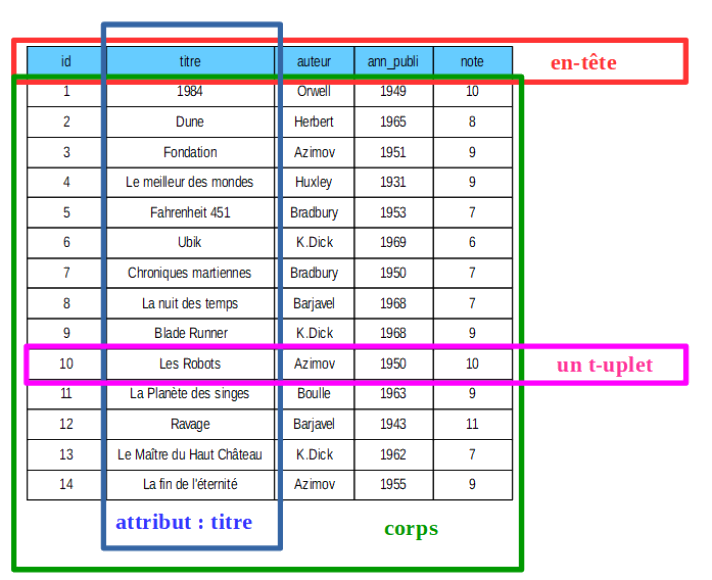 id titre auteur ann_publi note en-tête
1 1984 Orwell 1949 10
2 Dune Herbert 1965 8
3 Fondation Azimov 1951 9
4 Le meilleur des mondes Huxley 1931 9
5 Fahrenheit 451 Bradbury 1953 7
6 Ubik K.Dick 1969 6
7 Chroniques martiennes Bradbury 1950 7
8 La nuit des temps Barjavel 1968 7
9 Blade Runner K.Dick 1968 9
10 Les Robots Azimov 1950 10 un t-uplet
11 La Planète des singes Boulle 1963 9
12 Ravage Barjavel 1943 11
13 Le Maître du Haut Château K.Dick 1962 7
14 La fin de l'éternité Azimov 1955 9
attribut : titre corps